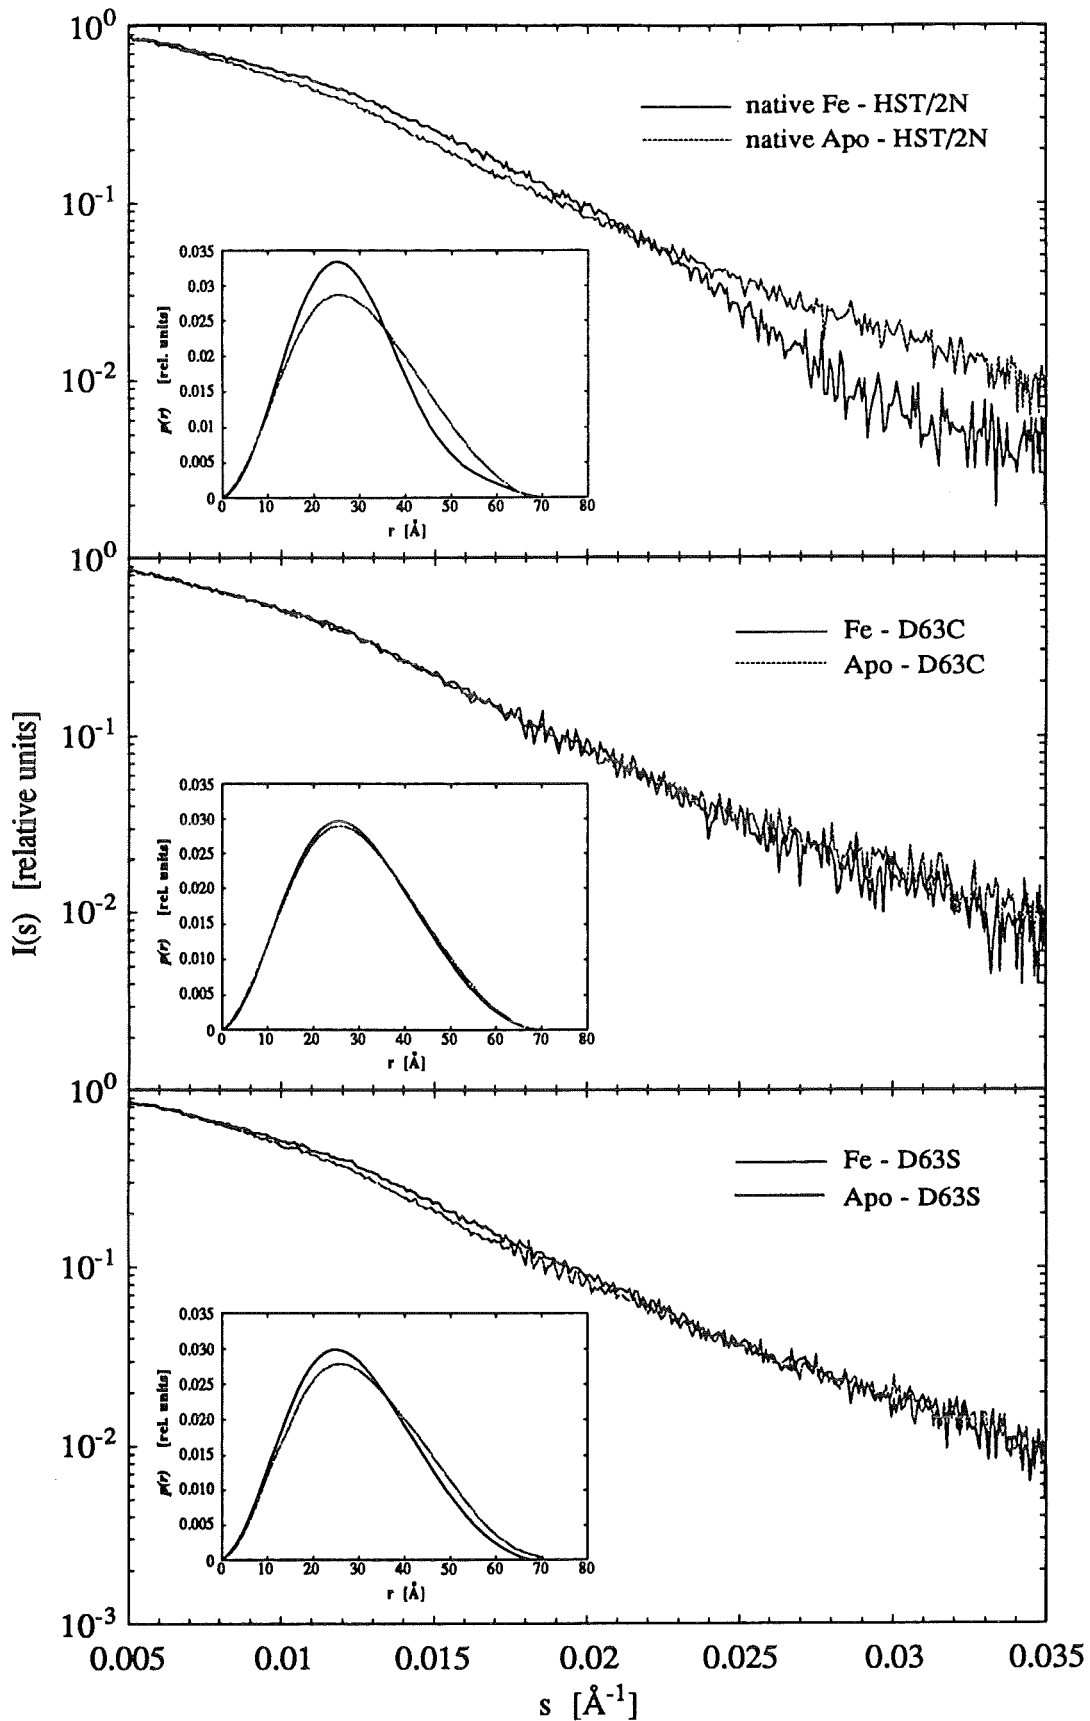 10⁰
native Fe - HST/2N
native Apo - HST/2N
10⁻¹
10⁻²
0.035
0.03
0.025
0.02
0.015
0.01
0.005
0
p(r) [rel. units]
0 10 20 30 40 50 60 70 80
r [Å]
10⁰
Fe - D63C
Apo - D63C
10⁻¹
10⁻²
0.035
0.030
0.025
0.020
0.015
0.010
0.005
0
p(r) [rel. units]
0 10 20 30 40 50 60 70 80
r [Å]
I(s) [relative units]
10⁰
Fe - D63S
Apo - D63S
10⁻¹
10⁻²
10⁻³
0.035
0.030
0.025
0.020
0.015
0.010
0.005
0
p(r) [rel. units]
0 10 20 30 40 50 60 70 80
r [Å]
0.005 0.01 0.015 0.02 0.025 0.03 0.035
s [Å⁻¹]